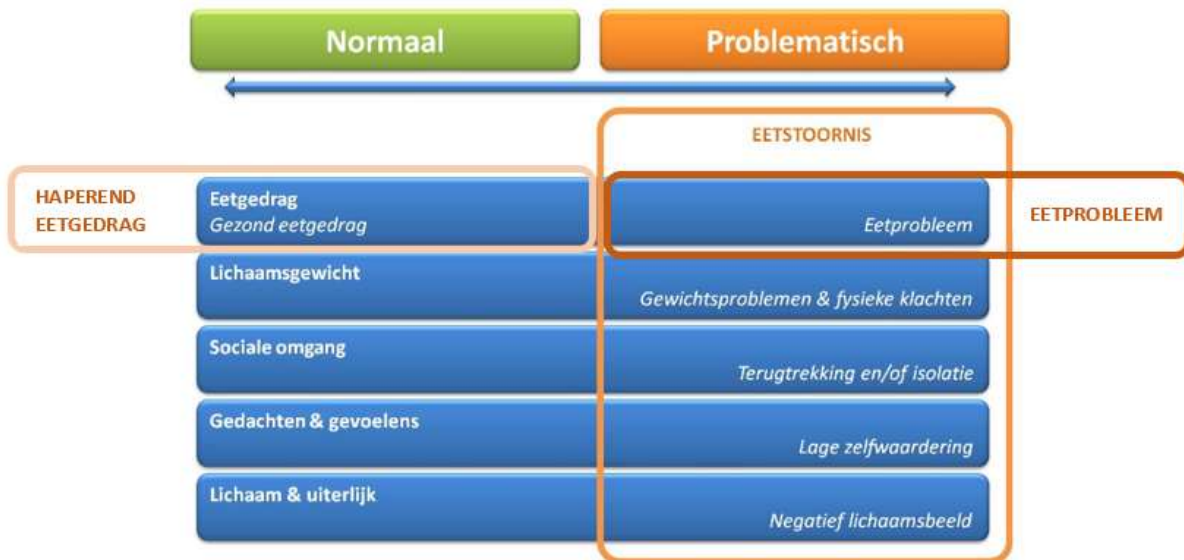 Normaal
Problematisch
EETSTOORNIS
HAPEREND
EETGEDRAG
Eetgedrag
Gezond eetgedrag
Eetprobleem
EETPROBLEEM
Lichaamsgewicht
Gewichtsproblemen & fysieke klachten
Sociale omgang
Terugtrekking en/of isolatie
Gedachten & gevoelens
Lage zelfwaardering
Lichaam & uiterlijk
Negatief lichaamsbeeld